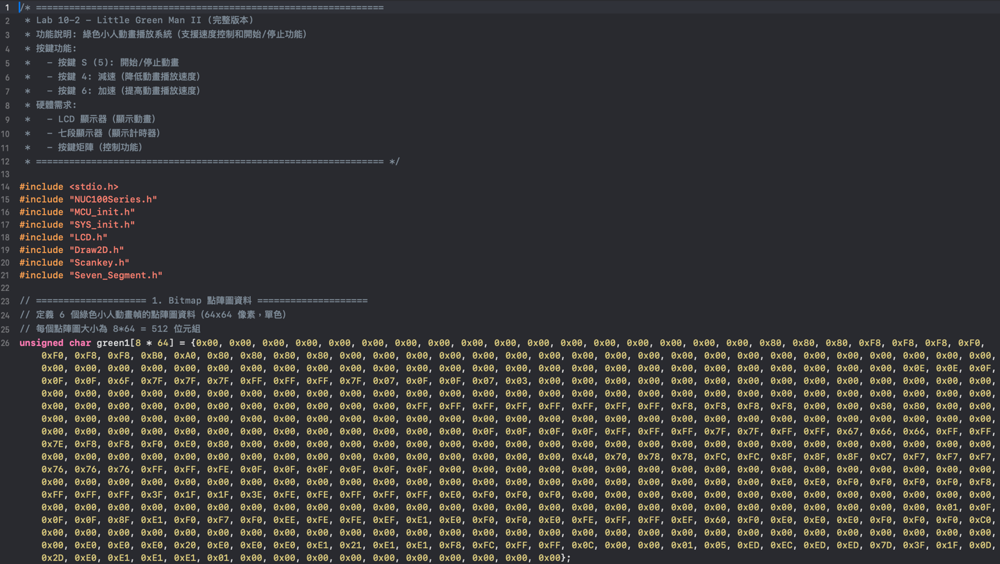 1 /* ===============================================================
2  * Lab 10-2 - Little Green Man II (完整版本)
3  * 功能說明: 綠色小人動畫播放系統 (支援速度控制和開始/停止功能)
4  * 按鍵功能:
5  *   - 按鍵 S (5): 開始/停止動畫
6  *   - 按鍵 4: 減速 (降低動畫播放速度)
7  *   - 按鍵 6: 加速 (提高動畫播放速度)
8  * 硬體需求:
9  *   - LCD 顯示器 (顯示動畫)
10  *   - 七段顯示器 (顯示計時器)
11  *   - 按鍵矩陣 (控制功能)
12  * =============================================================== */
13
14 #include <stdio.h>
15 #include "NUC100Series.h"
16 #include "MCU_init.h"
17 #include "SYS_init.h"
18 #include "LCD.h"
19 #include "Draw2D.h"
20 #include "Scankey.h"
21 #include "Seven_Segment.h"
22
23 // ==================== 1. Bitmap 點陣圖資料 ====================
24 // 定義 6 個綠色小人動畫幀的點陣圖資料 (64x64 像素，單色)
25 // 每個點陣圖大小為 8*64 = 512 位元組
26 unsigned char green1[8 * 64] = {0x00, 0x00, 0x00, 0x00, 0x00, 0x00, 0x00, 0x00, 0x00, 0x00, 0x00, 0x00, 0x00, 0x00, 0x00, 0x00, 0x00, 0x80, 0x80, 0x80, 0xF8, 0xF8, 0xF8, 0xF0,
0xF0, 0xF8, 0xF8, 0xB0, 0xA0, 0x80, 0x80, 0x80, 0x80, 0x00, 0x00, 0x00, 0x00, 0x00, 0x00, 0x00, 0x00, 0x00, 0x00, 0x00, 0x00, 0x00, 0x00, 0x00, 0x00, 0x00, 0x00, 0x00, 0x00,
0x00, 0x00, 0x00, 0x00, 0x00, 0x00, 0x00, 0x00, 0x00, 0x00, 0x00, 0x00, 0x00, 0x00, 0x00, 0x00, 0x00, 0x00, 0x00, 0x00, 0x00, 0x00, 0x00, 0x00, 0x00, 0x00, 0x0E, 0x0E, 0x0F,
0x0F, 0x0F, 0x6F, 0x7F, 0x7F, 0x7F, 0xFF, 0xFF, 0xFF, 0x7F, 0x07, 0x0F, 0x0F, 0x07, 0x03, 0x00, 0x00, 0x00, 0x00, 0x00, 0x00, 0x00, 0x00, 0x00, 0x00, 0x00, 0x00, 0x00, 0x00,
0x00, 0x00, 0x00, 0x00, 0x00, 0x00, 0x00, 0x00, 0x00, 0x00, 0x00, 0x00, 0x00, 0x00, 0x00, 0x00, 0x00, 0x00, 0x00, 0x00, 0x00, 0x00, 0x00, 0x00, 0x00, 0x00, 0x00, 0x00, 0x00,
0x00, 0x00, 0x00, 0x00, 0x00, 0x00, 0x00, 0x00, 0x00, 0x00, 0x00, 0xFF, 0xFF, 0xFF, 0xFF, 0xFF, 0xFF, 0xFF, 0xFF, 0xF8, 0xF8, 0xF8, 0xF8, 0x00, 0x00, 0x80, 0x80, 0x00, 0x00,
0x00, 0x00, 0x00, 0x00, 0x00, 0x00, 0x00, 0x00, 0x00, 0x00, 0x00, 0x00, 0x00, 0x00, 0x00, 0x00, 0x00, 0x00, 0x00, 0x00, 0x00, 0x00, 0x00, 0x00, 0x00, 0x00, 0x00, 0x00, 0x00,
0x00, 0x00, 0x00, 0x00, 0x00, 0x00, 0x00, 0x00, 0x00, 0x00, 0x00, 0x00, 0x00, 0x0F, 0x0F, 0x0F, 0x0F, 0xFF, 0xFF, 0xFF, 0x7F, 0x7F, 0xFF, 0xFF, 0x67, 0x66, 0x66, 0xFF, 0xFF,
0x7E, 0xF8, 0xF8, 0xF0, 0xE0, 0x80, 0x00, 0x00, 0x00, 0x00, 0x00, 0x00, 0x00, 0x00, 0x00, 0x00, 0x00, 0x00, 0x00, 0x00, 0x00, 0x00, 0x00, 0x00, 0x00, 0x00, 0x00, 0x00, 0x00,
0x00, 0x00, 0x00, 0x00, 0x00, 0x00, 0x00, 0x00, 0x00, 0x00, 0x00, 0x00, 0x00, 0x00, 0x00, 0x00, 0x40, 0x70, 0x78, 0x78, 0xFC, 0xFC, 0x8F, 0x8F, 0x8F, 0xC7, 0xF7, 0xF7, 0xF7,
0x76, 0x76, 0x76, 0xFF, 0xFF, 0xFE, 0x0F, 0x0F, 0x0F, 0x0F, 0x0F, 0x0F, 0x00, 0x00, 0x00, 0x00, 0x00, 0x00, 0x00, 0x00, 0x00, 0x00, 0x00, 0x00, 0x00, 0x00, 0x00, 0x00, 0x00,
0x00, 0x00, 0x00, 0x00, 0x00, 0x00, 0x00, 0x00, 0x00, 0x00, 0x00, 0x00, 0x00, 0x00, 0x00, 0x00, 0x00, 0x00, 0x00, 0x00, 0x00, 0x00, 0xE0, 0xE0, 0xF0, 0xF0, 0xF0, 0xF0, 0xF8,
0xFF, 0xFF, 0xFF, 0x3F, 0x1F, 0x1F, 0x3E, 0xFE, 0xFE, 0xFF, 0xFF, 0xFF, 0xE0, 0xF0, 0xF0, 0xF0, 0x00, 0x00, 0x00, 0x00, 0x00, 0x00, 0x00, 0x00, 0x00, 0x00, 0x00, 0x00, 0x00,
0x00, 0x00, 0x00, 0x00, 0x00, 0x00, 0x00, 0x00, 0x00, 0x00, 0x00, 0x00, 0x00, 0x00, 0x00, 0x00, 0x00, 0x00, 0x00, 0x00, 0x00, 0x00, 0x00, 0x00, 0x00, 0x00, 0x00, 0x01, 0x0F,
0x0F, 0x0F, 0x8F, 0xE1, 0xF0, 0xF7, 0xF0, 0xEE, 0xFE, 0xFE, 0xEF, 0xE1, 0xE0, 0xF0, 0xF0, 0xE0, 0xFE, 0xFF, 0xFF, 0xEF, 0x60, 0xF0, 0xE0, 0xE0, 0xE0, 0xF0, 0xF0, 0xF0, 0xC0,
0x00, 0x00, 0x00, 0x00, 0x00, 0x00, 0x00, 0x00, 0x00, 0x00, 0x00, 0x00, 0x00, 0x00, 0x00, 0x00, 0x00, 0x00, 0x00, 0x00, 0x00, 0x00, 0x00, 0x00, 0x00, 0x00, 0x00, 0x00, 0x00,
0x00, 0xE0, 0xE0, 0xE0, 0x20, 0xE0, 0xE0, 0xE0, 0xE1, 0x21, 0xE1, 0xE1, 0xF8, 0xFC, 0xFF, 0xFF, 0x0C, 0x00, 0x00, 0x01, 0x05, 0xED, 0xEC, 0xED, 0xED, 0x7D, 0x3F, 0x1F, 0x0D,
0x2D, 0xE0, 0xE1, 0xE1, 0xE1, 0x01, 0x00, 0x00, 0x00, 0x00, 0x00, 0x00, 0x00, 0x00, 0x00, 0x00};